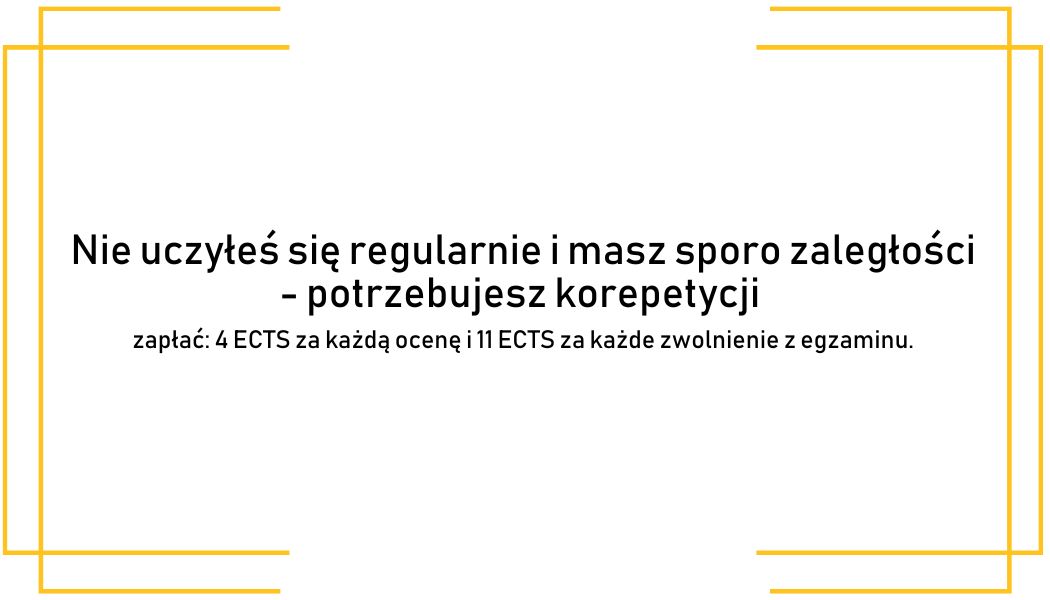 Nie uczyłeś się regularnie i masz sporo zaległości
- potrzebujesz korepetycji
zapłać: 4 ECTS za każdą ocenę i 11 ECTS za każde zwolnienie z egzaminu.